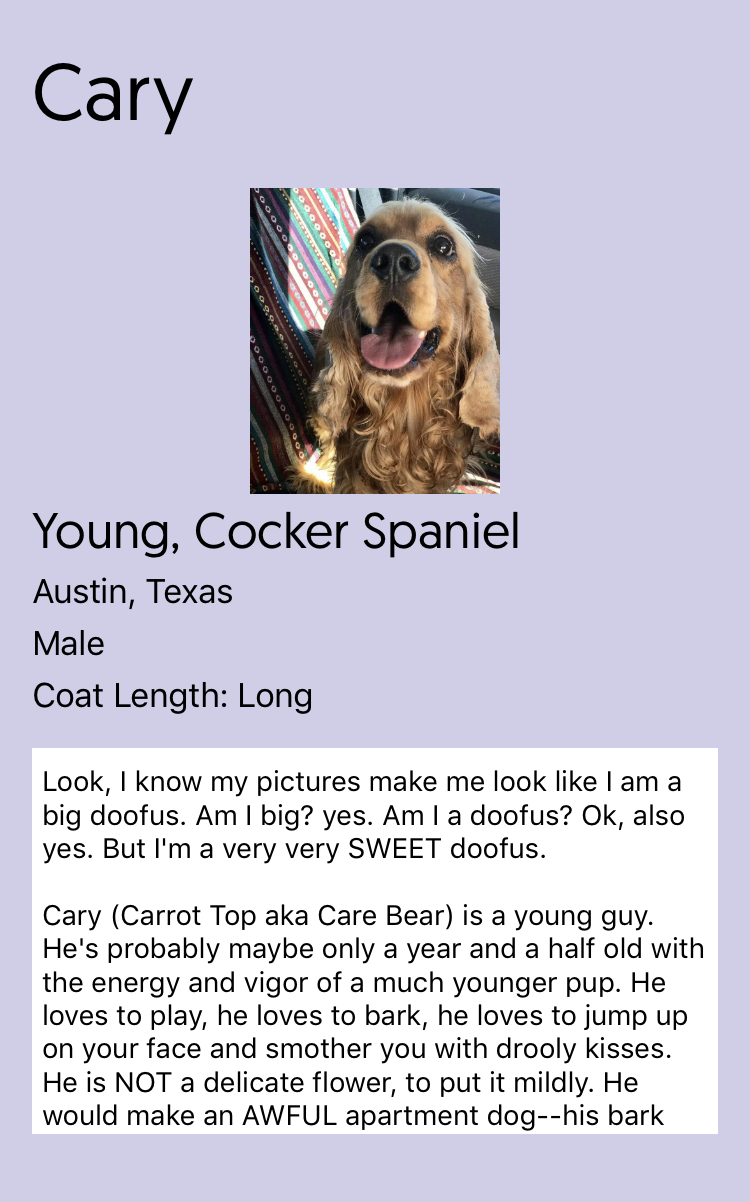 Cary
Young, Cocker Spaniel
Austin, Texas
Male
Coat Length: Long
Look, I know my pictures make me look like I am a
big doofus. Am I big? yes. Am I a doofus? Ok, also
yes. But I'm a very very SWEET doofus.
Cary (Carrot Top aka Care Bear) is a young guy.
He's probably maybe only a year and a half old with
the energy and vigor of a much younger pup. He
loves to play, he loves to bark, he loves to jump up
on your face and smother you with drooly kisses.
He is NOT a delicate flower, to put it mildly. He
would make an AWFUL apartment dog--his bark